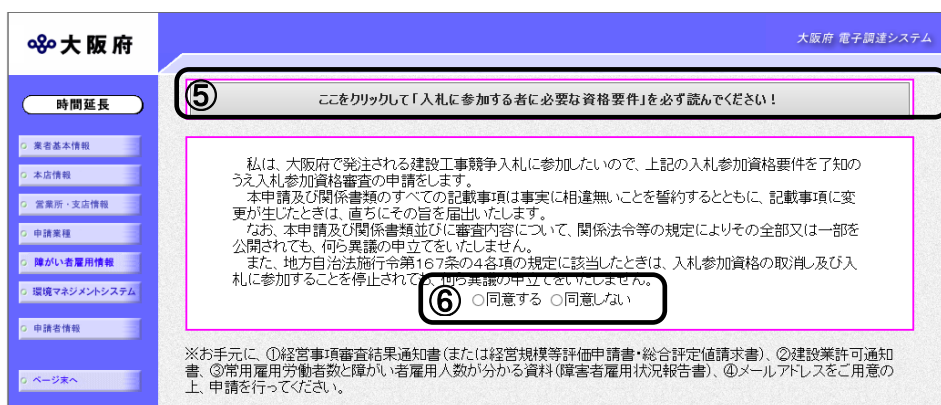 大阪府
大阪府 電子調達システム
時間延長
業者基本情報
本店情報
営業所・支店情報
申請業種
障がい者雇用情報
環境マネジメントシステム
申請者情報
ページ末へ
⑤
ここをクリックして「入札に参加する者に必要な資格要件」を必ず読んでください！
私は、大阪府で発注される建設工事競争入札に参加したいので、上記の入札参加資格要件を了知の
うえ入札参加資格審査の申請をします。
本申請及び関係書類のすべての記載事項は事実に相違無いことを誓約するとともに、記載事項に変
更が生じたときは、直ちにその旨を届出いたします。
なお、本申請及び関係書類並びに審査内容について、関係法令等の規定によりその全部又は一部を
公開されても、何ら異議の申立てをいたしません。
また、地方自治法施行令第167条の4各項の規定に該当したときは、入札参加資格の取消し及び入
札に参加することを停止されても、何ら異議の申立てをいたしません。
⑥ ○同意する ○同意しない
※お手元に、①経営事項審査結果通知書（または経営規模等評価申請書・総合評定値請求書）、②建設業許可通知
書、③常用雇用労働者数と障がい者雇用人数が分かる資料（障害者雇用状況報告書）、④メールアドレスをご用意の
上、申請を行ってください。